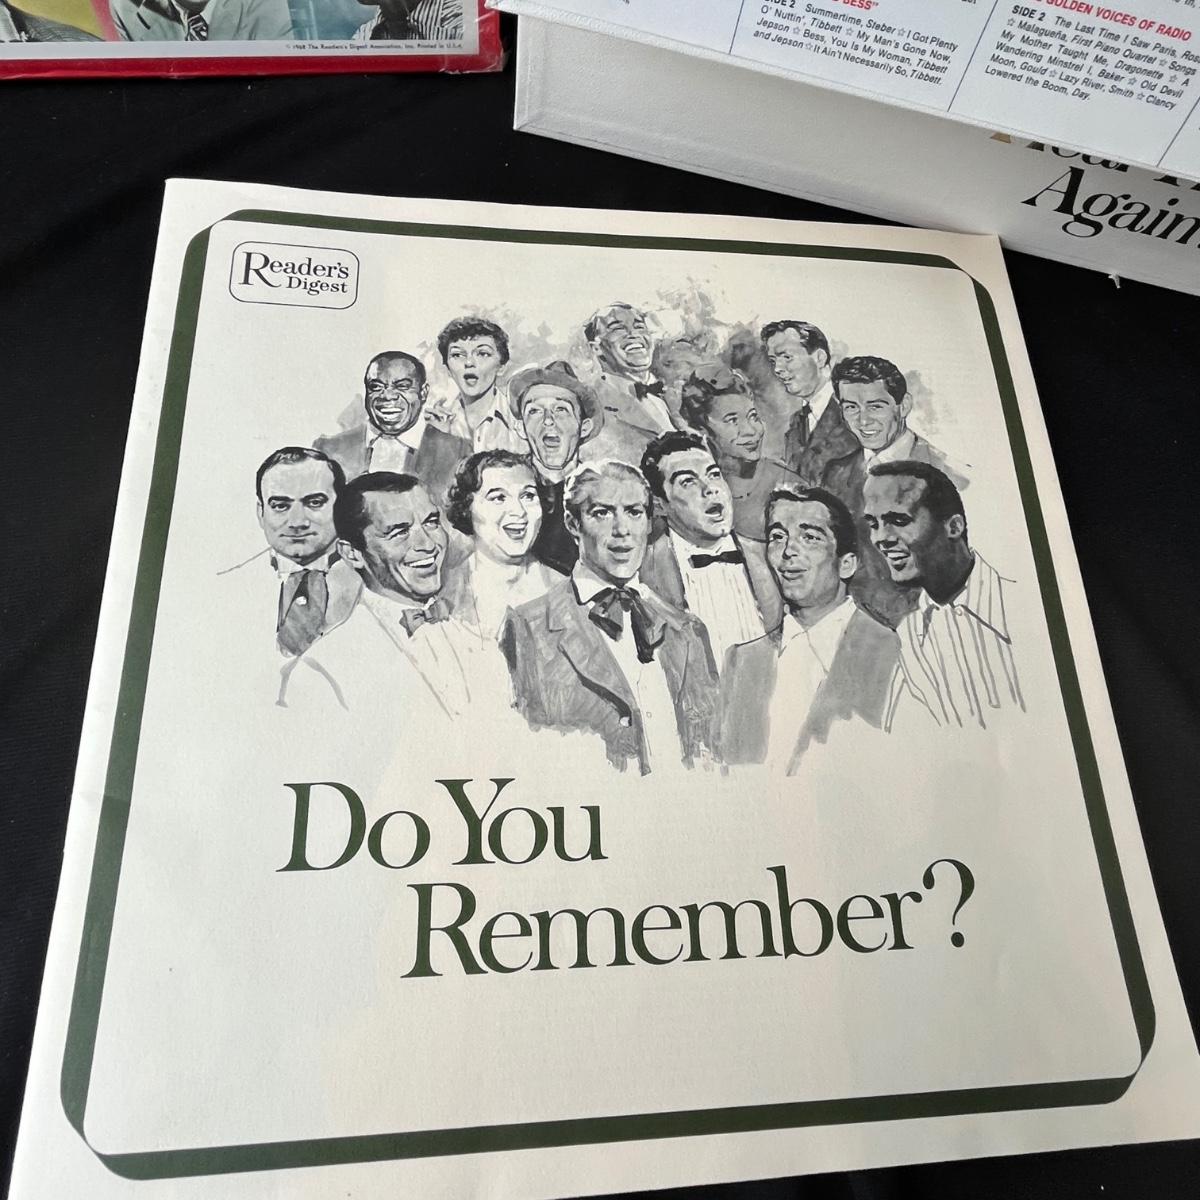 © 1968 The Reader's Digest Association, Inc. Printed in U.S.A.
BESS"
SIDE 2 Summertime, Sleber☆I Got Plenty
O' Nuttin', Tibbett ☆ My Man's Gone Now,
Jepson ☆ Bess, You Is My Woman, Tibbett
and Jepson☆It Ain't Necessarily So, Tibbett.
GOLDEN VOICES OF RADIO
SIDE 2 The Last Time I Saw Paris,
☆ Malagueña, First Piano Quartet ☆ Songs
My Mother Taught Me, Dragonette ☆ A
Wandering Minstrel I, Baker ☆ Old Devil
Moon, Gould ☆ Lazy River, Smith ☆ Clancy
Lowered the Boom, Day.
Again
Reader's
Digest
Do You
Remember?